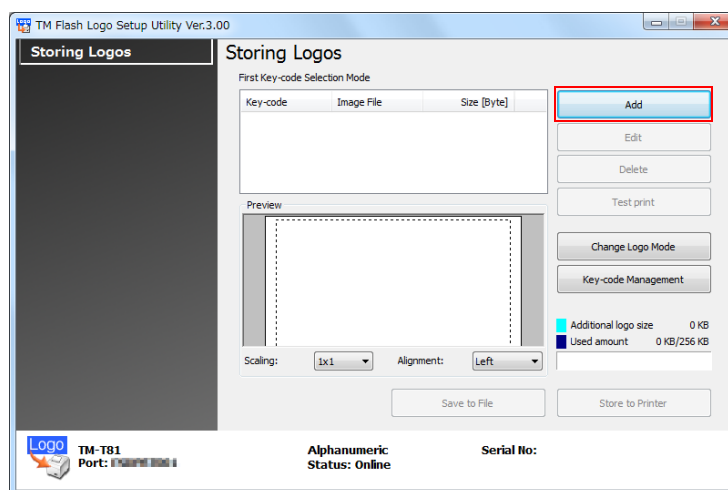 TM Flash Logo Setup Utility Ver.3.00
Storing Logos
Storing Logos
First Key-code Selection Mode
Key-code Image File Size [Byte]
Add
Edit
Delete
Test print
Preview
Change Logo Mode
Key-code Management
Additional logo size 0 KB
Used amount 0 KB/256 KB
Scaling: 1x1 Alignment: Left
Save to File Store to Printer
Logo
TM-T81 Alphanumeric Serial No:
Port: Status: Online